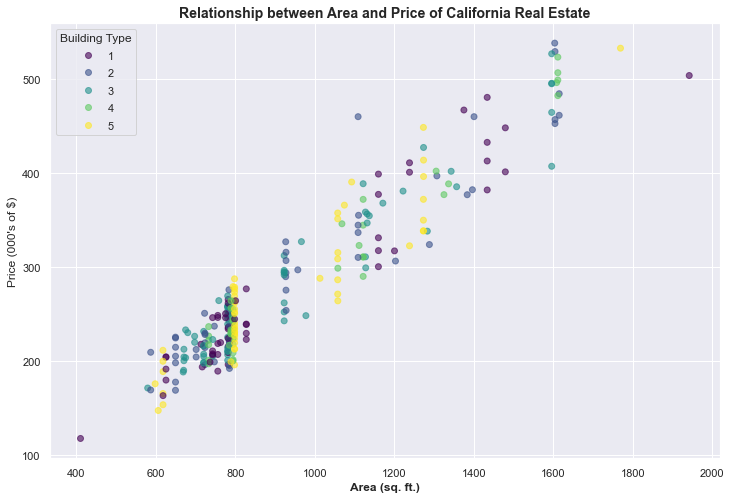 Relationship between Area and Price of California Real Estate
Building Type
1
2
3
4
5
500
400
300
200
100
Price (000's of $)
400 600 800 1000 1200 1400 1600 1800 2000
Area (sq. ft.)